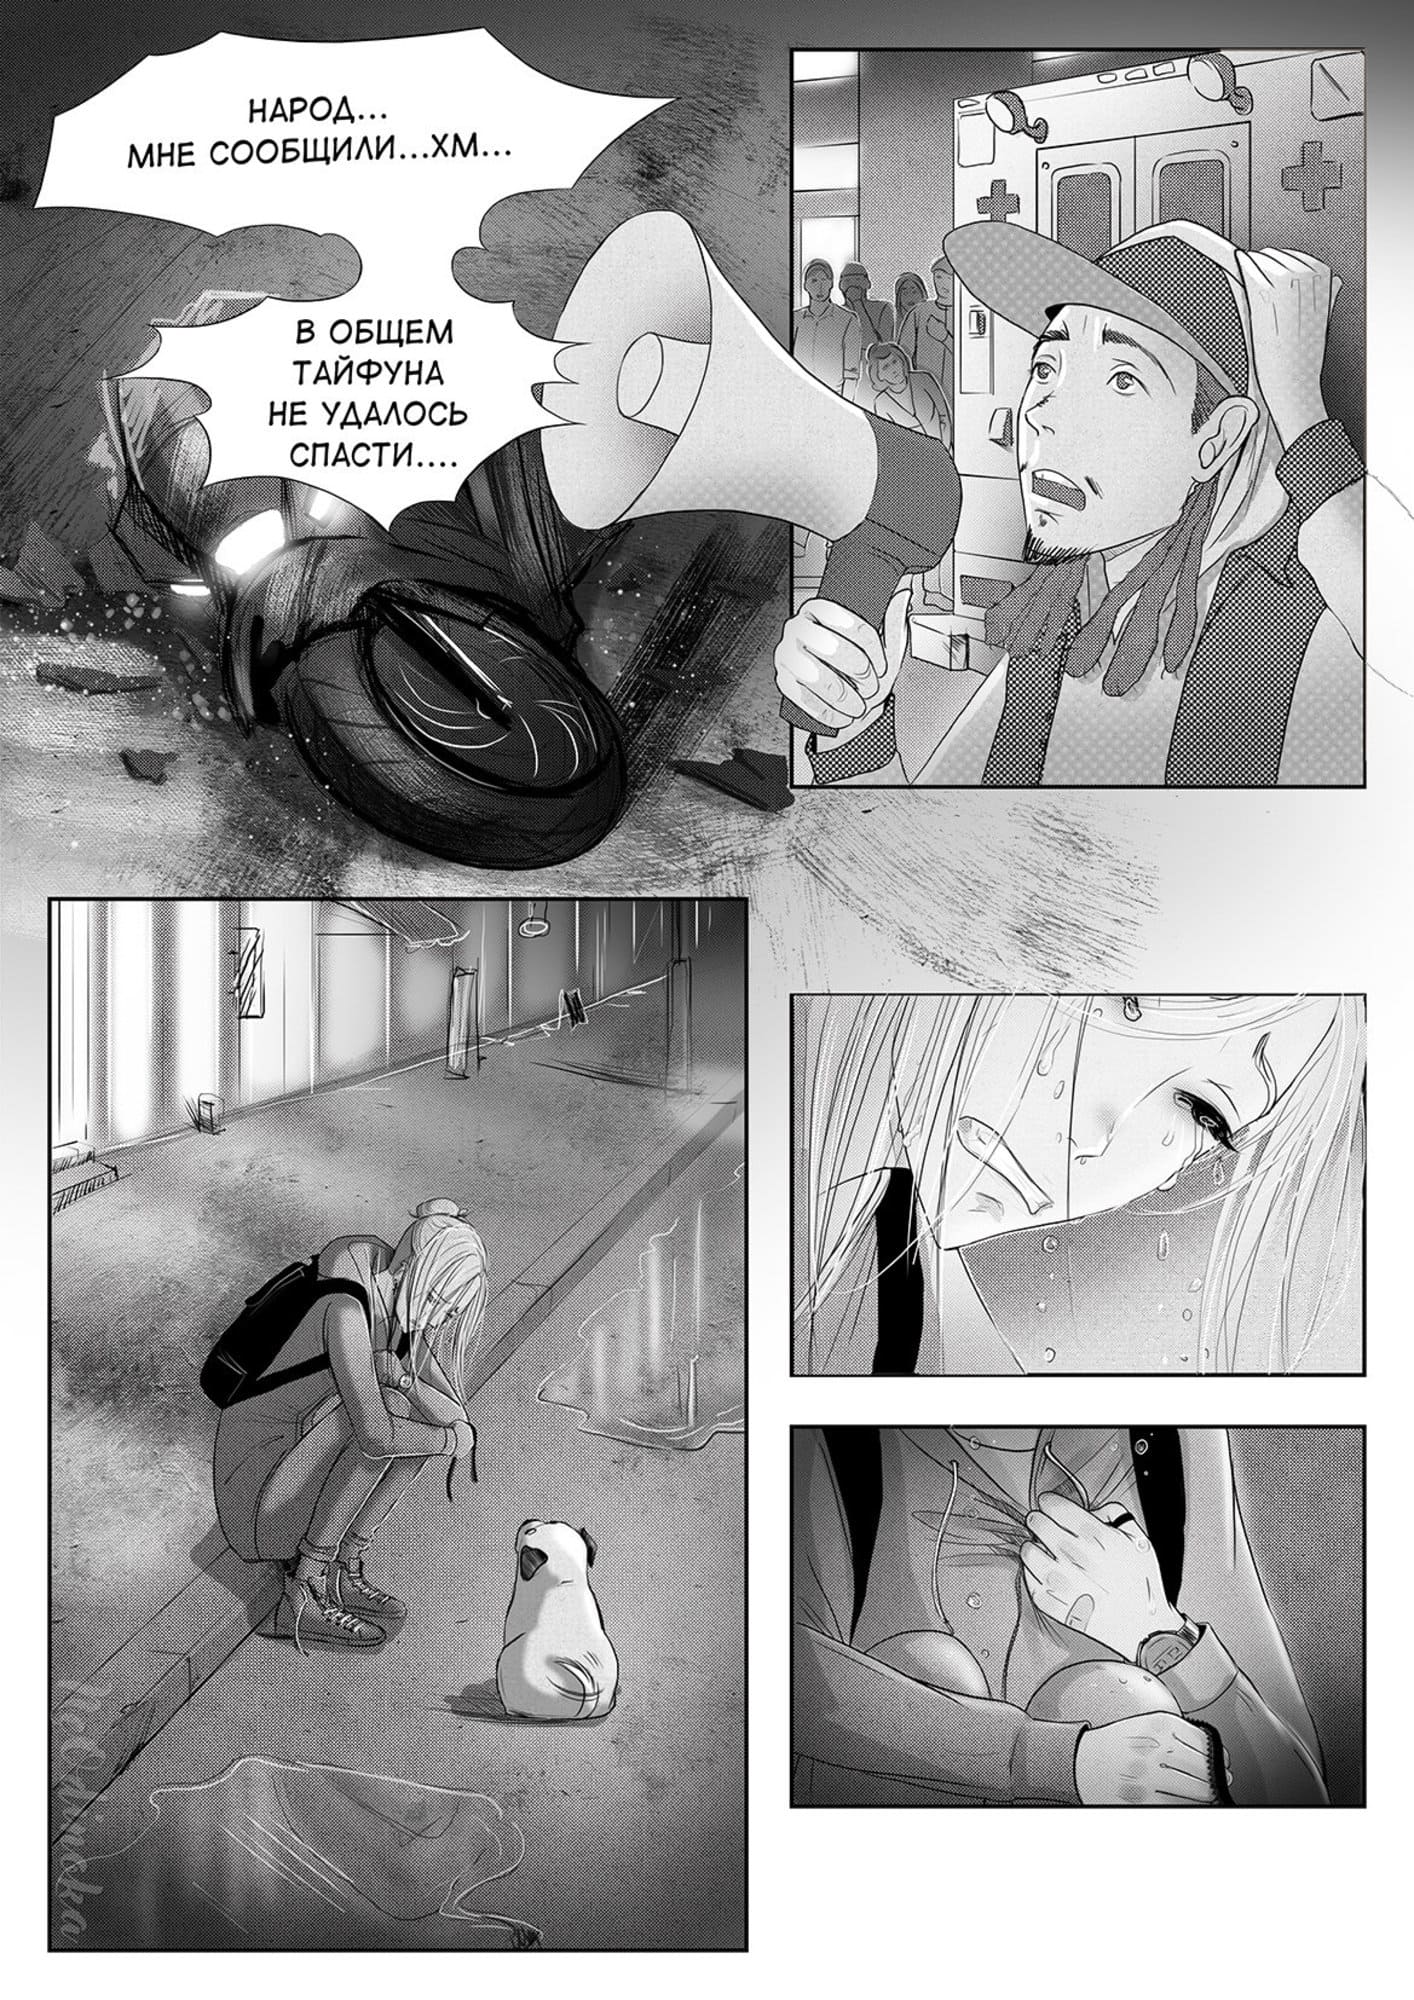 НАРОД...
МНЕ СООБЩИЛИ...ХМ...
В ОБЩЕМ
ТАЙФУНА
НЕ УДАЛОСЬ
СПАСТИ....